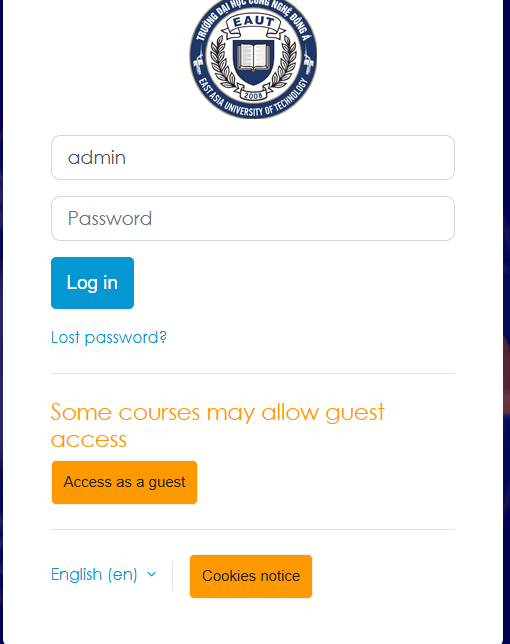 TRƯỜNG ĐẠI HỌC CÔNG NGHỆ ĐÔNG Á
EAUT
2008
EAST ASIA UNIVERSITY OF TECHNOLOGY
admin
Password
Log in
Lost password?
Some courses may allow guest
access
Access as a guest
English (en)
Cookies notice